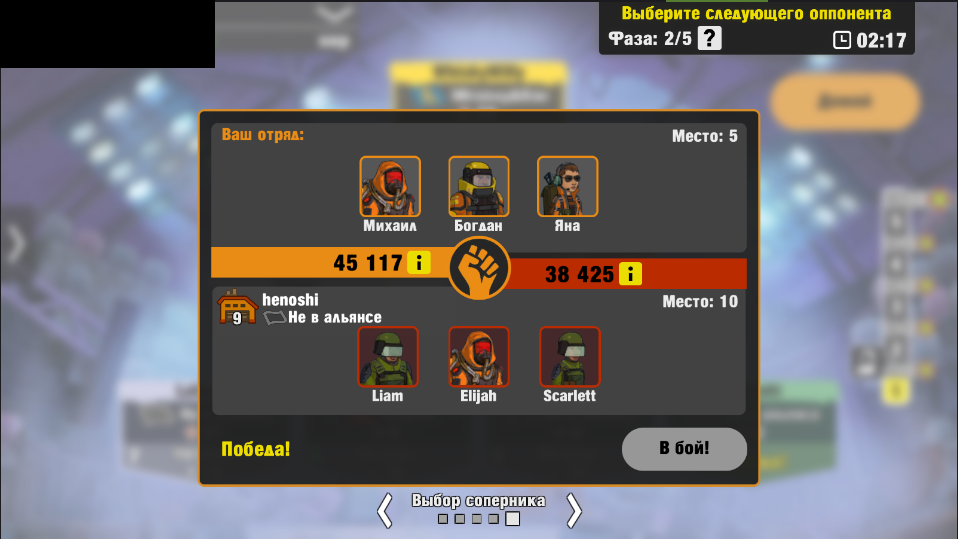 Выберите следующего оппонента
Фаза: 2/5 ?
02:17
Ваш отряд:
Место: 5
Михаил
Богдан
Яна
45 117 i
38 425 i
henoshi
Место: 10
9
Не в альянсе
Liam
Elijah
Scarlett
Победа!
В бой!
Выбор соперника